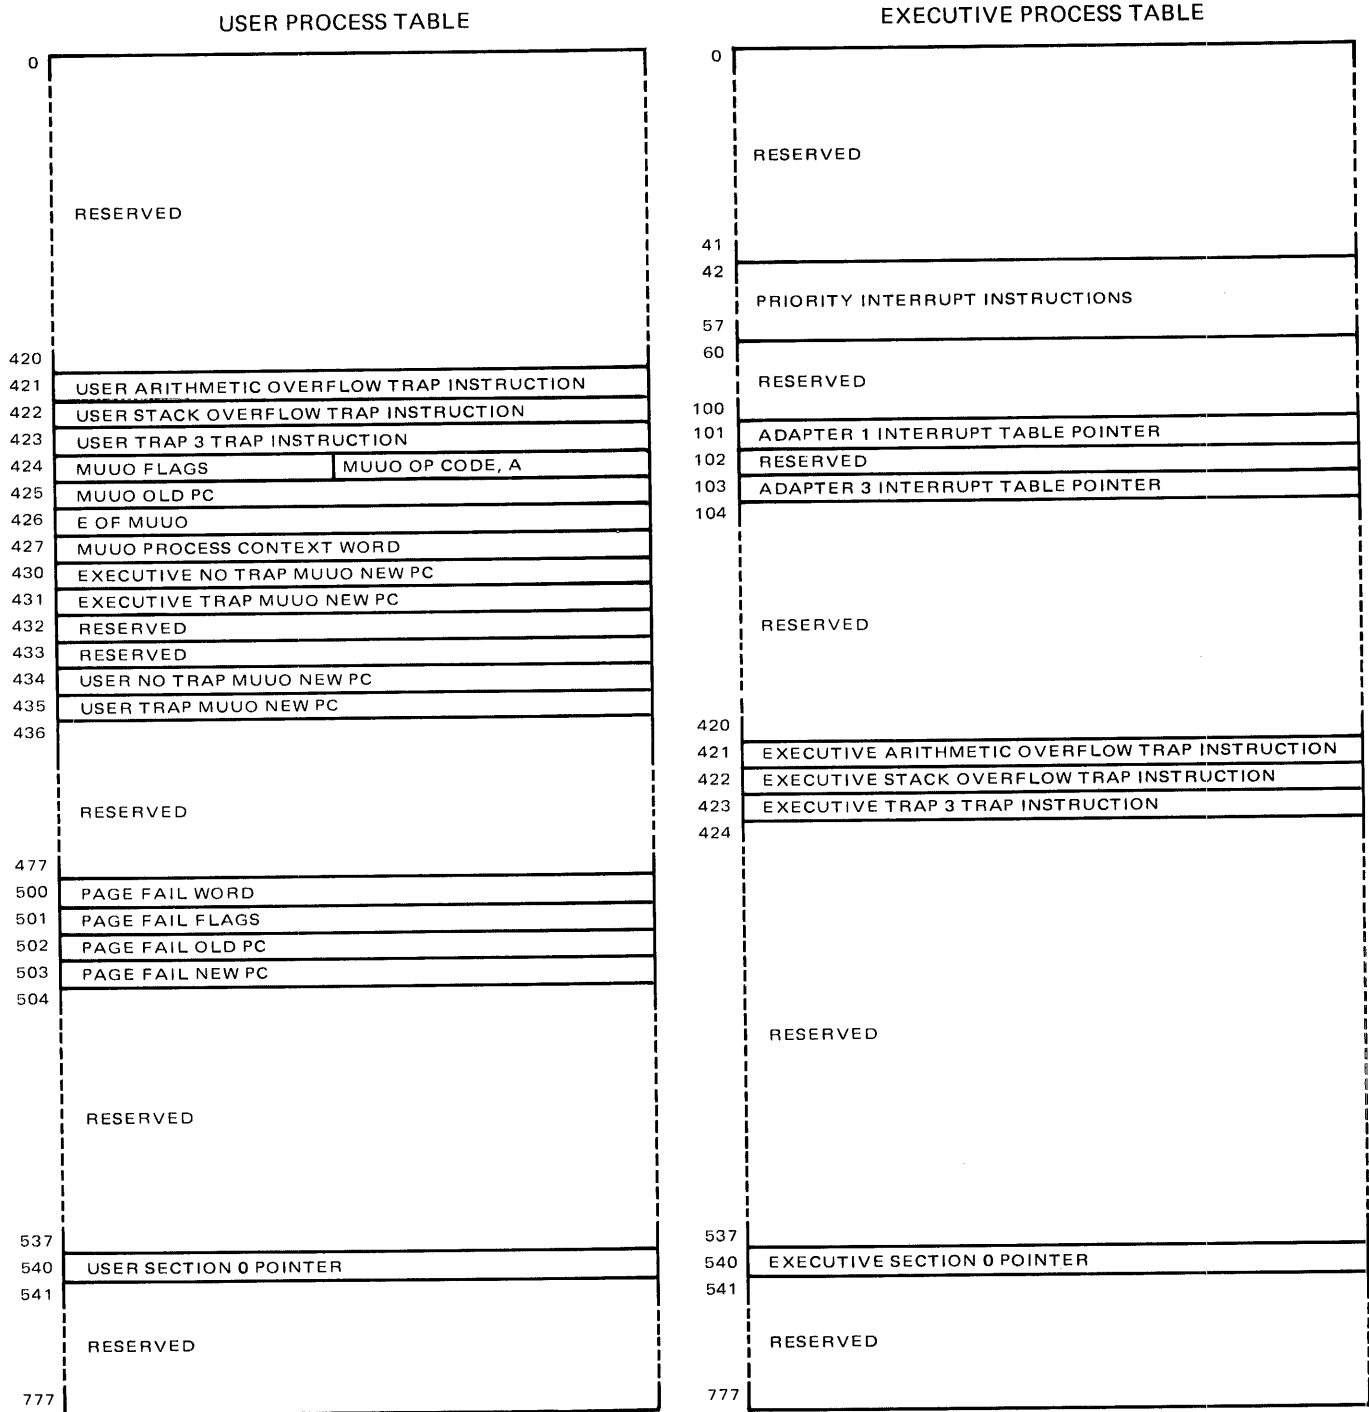 USER PROCESS TABLE
0
RESERVED
420
421 USER ARITHMETIC OVERFLOW TRAP INSTRUCTION
422 USER STACK OVERFLOW TRAP INSTRUCTION
423 USER TRAP 3 TRAP INSTRUCTION
424 MUUO FLAGS MUUO OP CODE, A
425 MUUO OLD PC
426 E OF MUUO
427 MUUO PROCESS CONTEXT WORD
430 EXECUTIVE NO TRAP MUUO NEW PC
431 EXECUTIVE TRAP MUUO NEW PC
432 RESERVED
433 RESERVED
434 USER NO TRAP MUUO NEW PC
435 USER TRAP MUUO NEW PC
436
RESERVED
477
500 PAGE FAIL WORD
501 PAGE FAIL FLAGS
502 PAGE FAIL OLD PC
503 PAGE FAIL NEW PC
504
RESERVED
537
540 USER SECTION 0 POINTER
541
RESERVED
777
EXECUTIVE PROCESS TABLE
0
RESERVED
41
42
PRIORITY INTERRUPT INSTRUCTIONS
57
60
RESERVED
100
101 ADAPTER 1 INTERRUPT TABLE POINTER
102 RESERVED
103 ADAPTER 3 INTERRUPT TABLE POINTER
104
RESERVED
420
421 EXECUTIVE ARITHMETIC OVERFLOW TRAP INSTRUCTION
422 EXECUTIVE STACK OVERFLOW TRAP INSTRUCTION
423 EXECUTIVE TRAP 3 TRAP INSTRUCTION
424
RESERVED
537
540 EXECUTIVE SECTION 0 POINTER
541
RESERVED
777